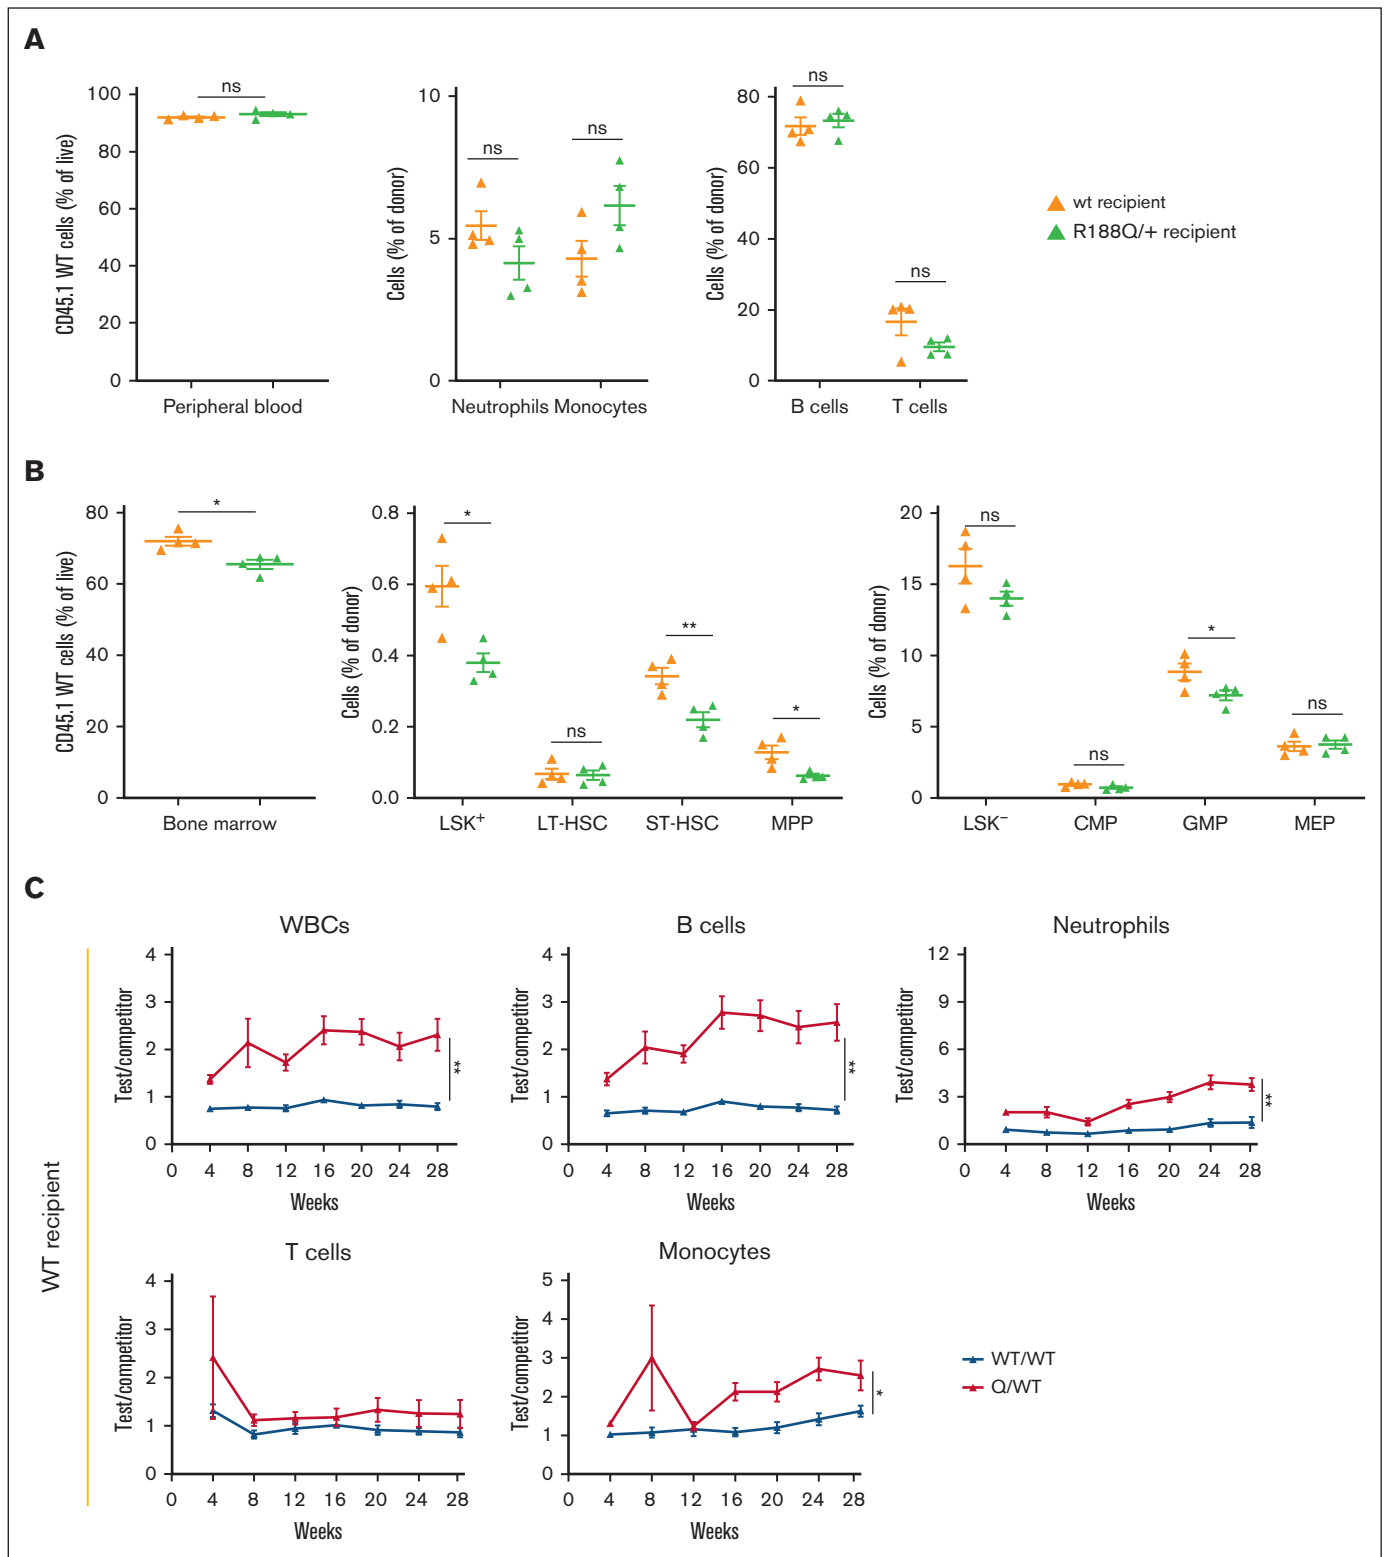 A
CD45.1 WT cells (% of live)
100
80
60
40
20
0
ns
Peripheral blood
Cells (% of donor)
10
5
0
ns
ns
Neutrophils Monocytes
Cells (% of donor)
80
60
40
20
0
ns
ns
B cells T cells
wt recipient
R188Q/+ recipient
B
CD45.1 WT cells (% of live)
80
60
40
20
0
*
Bone marrow
Cells (% of donor)
0.8
0.6
0.4
0.2
0.0
*
ns
**
*
LSK⁺ LT-HSC ST-HSC MPP
Cells (% of donor)
20
15
10
5
0
ns
ns
*
ns
LSK⁻ CMP GMP MEP
C
WT recipient
WBCs
Test/competitor
4
3
2
1
0
**
0 4 8 12 16 20 24 28
Weeks
B cells
Test/competitor
4
3
2
1
0
**
0 4 8 12 16 20 24 28
Weeks
Neutrophils
Test/competitor
12
9
6
3
0
**
0 4 8 12 16 20 24 28
Weeks
T cells
Test/competitor
4
3
2
1
0
0 4 8 12 16 20 24 28
Weeks
Monocytes
Test/competitor
5
4
3
2
1
0
*
0 4 8 12 16 20 24 28
Weeks
WT/WT
Q/WT